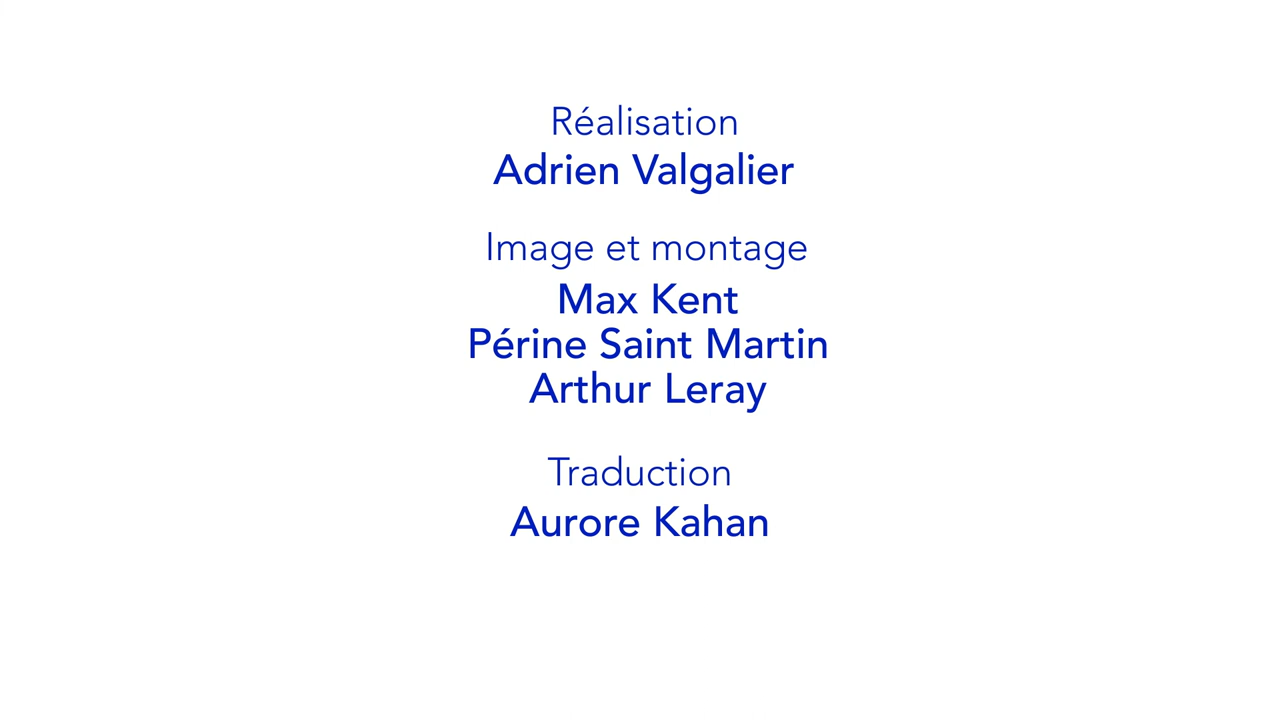 Réalisation
Adrien Valgalier
Image et montage
Max Kent
Périne Saint Martin
Arthur Leray
Traduction
Aurore Kahan